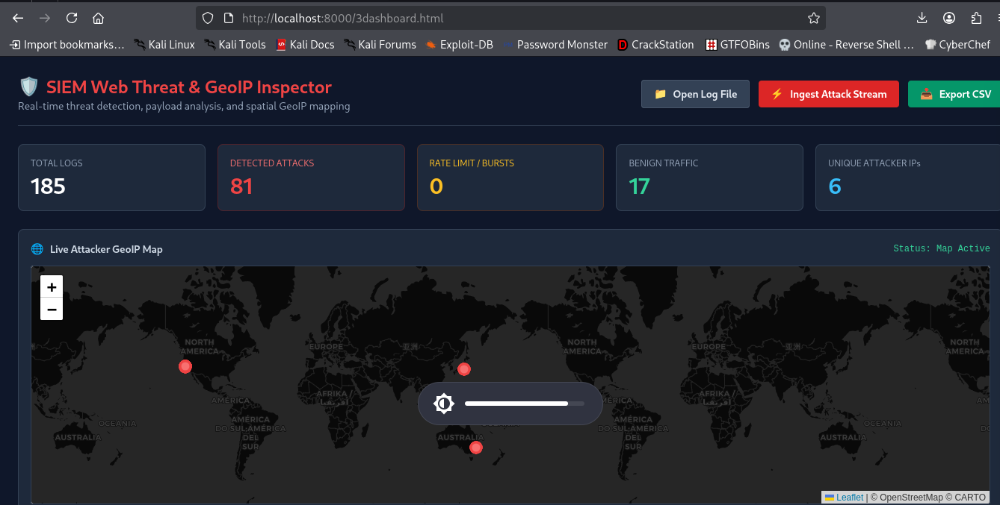 http://localhost:8000/3dashboard.html
Import bookmarks… Kali Linux Kali Tools Kali Docs Kali Forums Exploit-DB Password Monster CrackStation GTFOBins Online - Reverse Shell … CyberChef
SIEM Web Threat & GeoIP Inspector
Real-time threat detection, payload analysis, and spatial GeoIP mapping
Open Log File Ingest Attack Stream Export CSV
TOTAL LOGS DETECTED ATTACKS RATE LIMIT / BURSTS BENIGN TRAFFIC UNIQUE ATTACKER IPs
185 81 0 17 6
Live Attacker GeoIP Map Status: Map Active
+
−
NORTH AMERICA EUROPE 亚洲 NORTH AMERICA EUROPE 亚洲 NORTH AMERICA
AFRIKA / أفريقيا AFRIKA / أفريقيا
AMÉRICA MÉRICA
OCEANIA OCEANIA
AUSTRALIA AMÉRICA DO SUL AMÉRICA DEL SUR AUSTRALIA AMÉRICA DO SUL AMÉRICA DEL SUR AUSTRALIA
Leaflet | © OpenStreetMap © CARTO